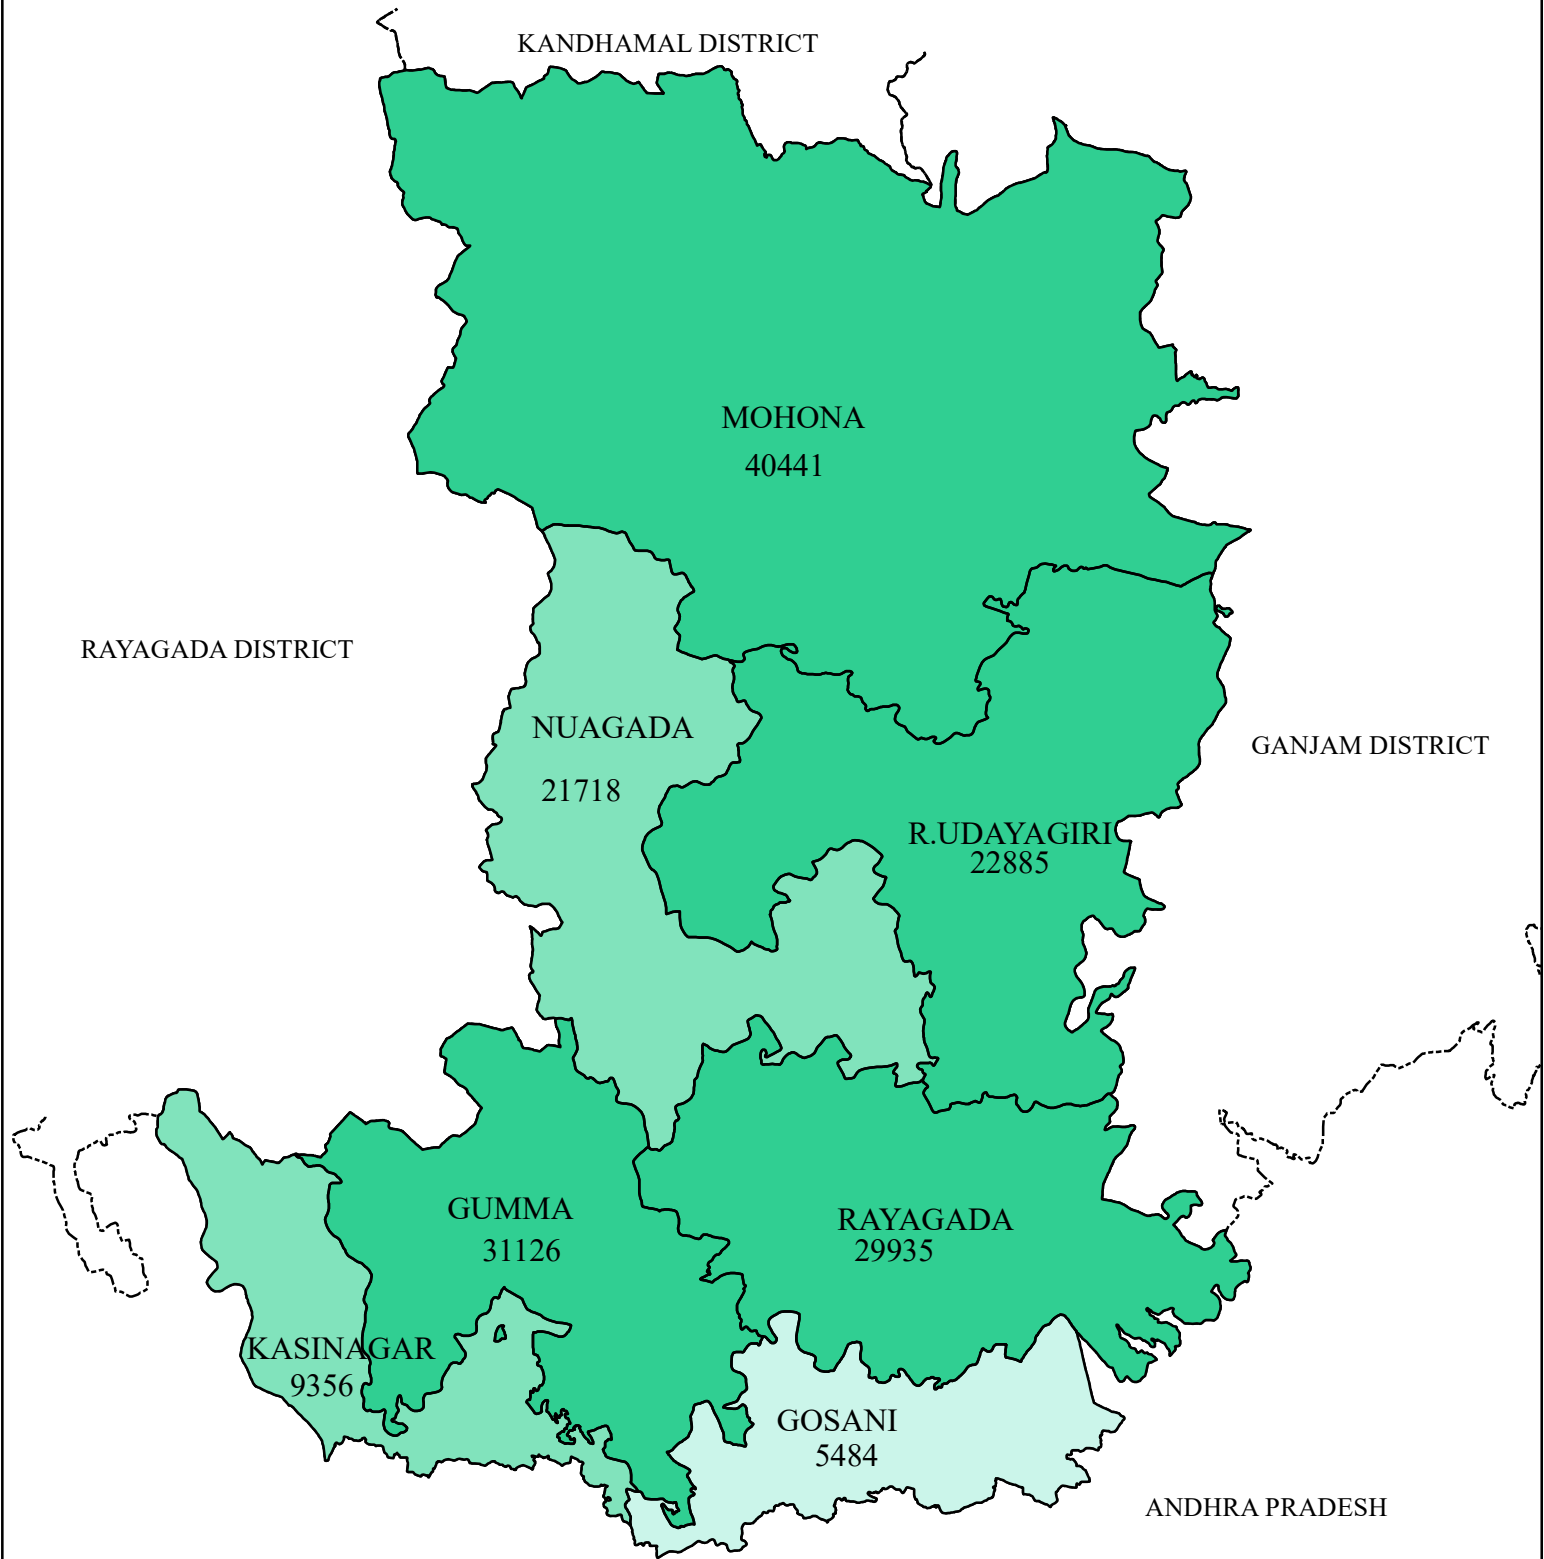 KANDHAMAL DISTRICT
MOHONA
40441
RAYAGADA DISTRICT
NUAGADA
21718
GANJAM DISTRICT
R.UDAYAGIRI
22885
GUMMA
31126
RAYAGADA
29935
KASINAGAR
9356
GOSANI
5484
ANDHRA PRADESH